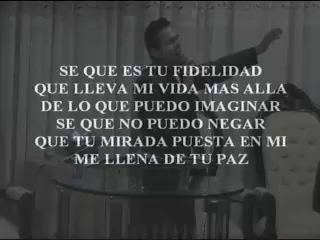 SE QUE ES TU FIDELIDAD
QUE LLEVA MI VIDA MAS ALLA
DE LO QUE PUEDO IMAGINAR
SE QUE NO PUEDO NEGAR
QUE TU MIRADA PUESTA EN MI
ME LLENA DE TU PAZ